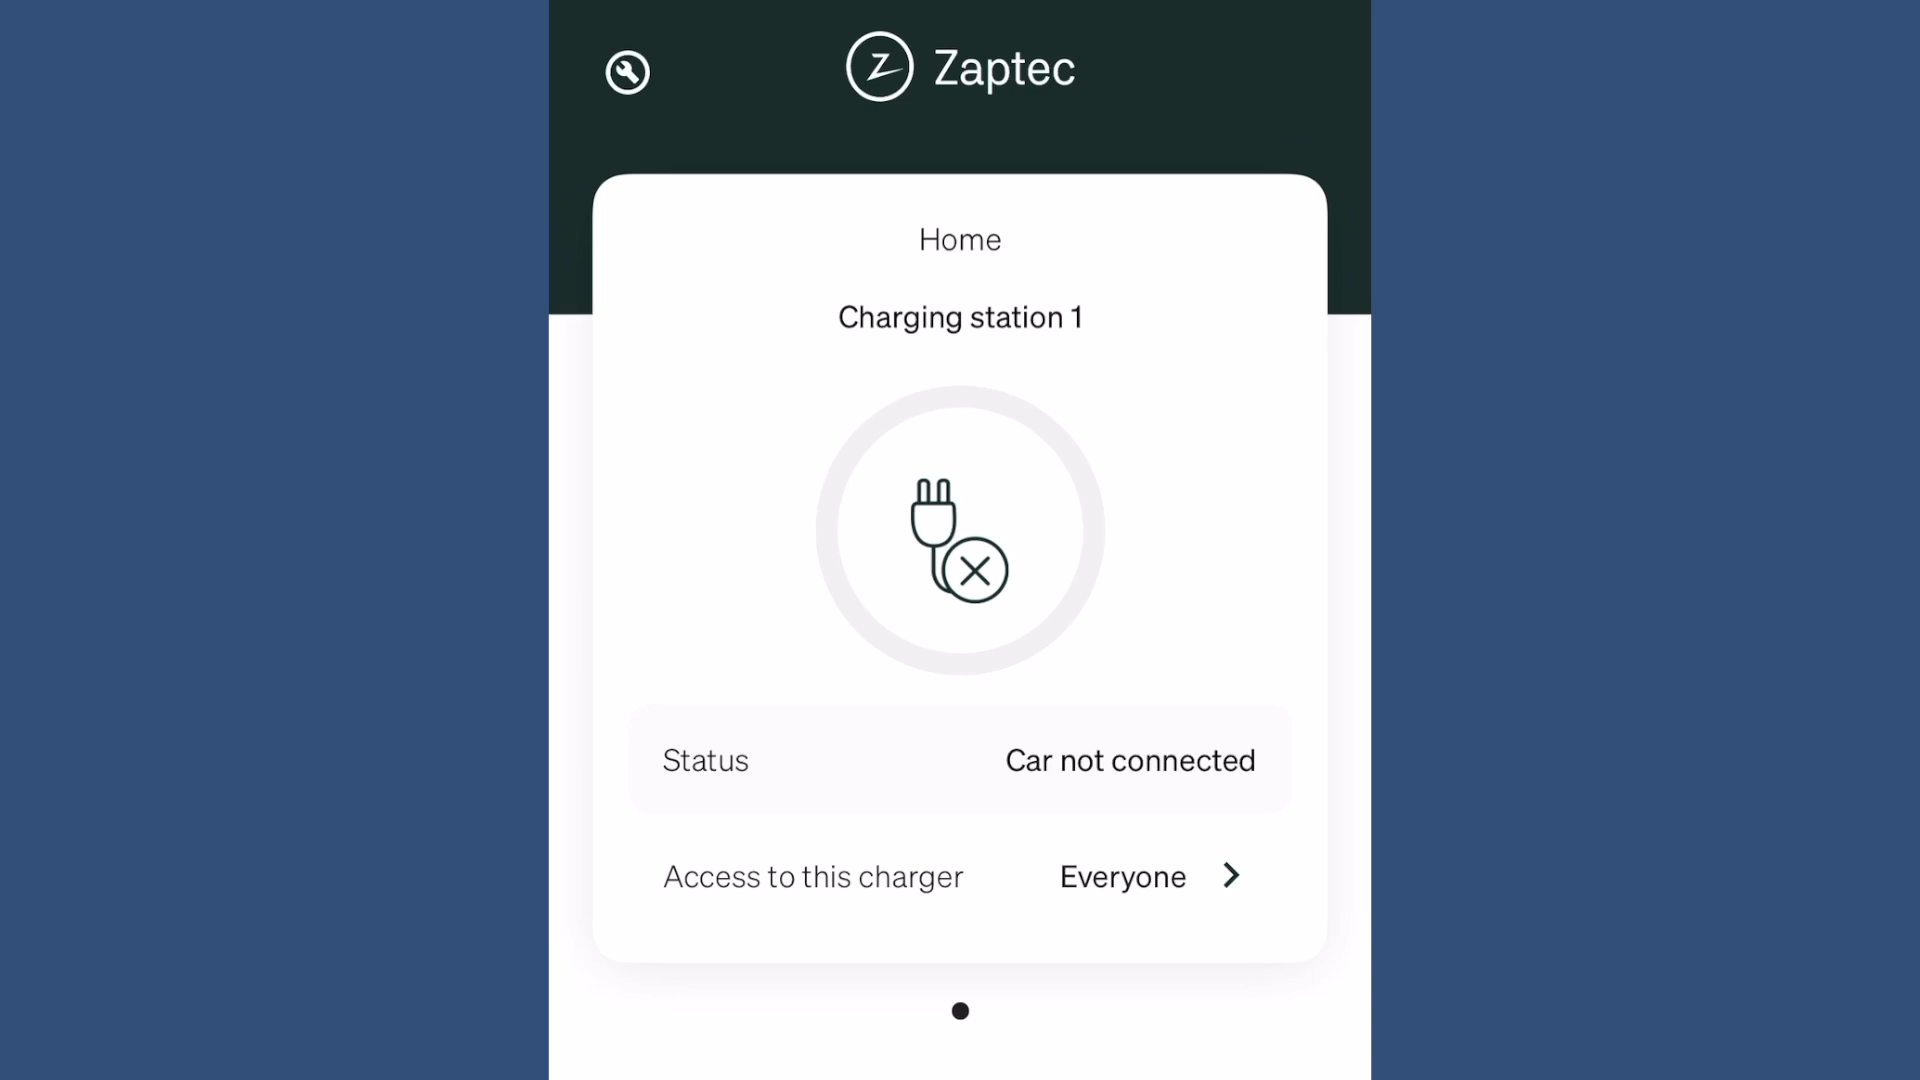 Zaptec
Home
Charging station 1
Status Car not connected
Access to this charger Everyone